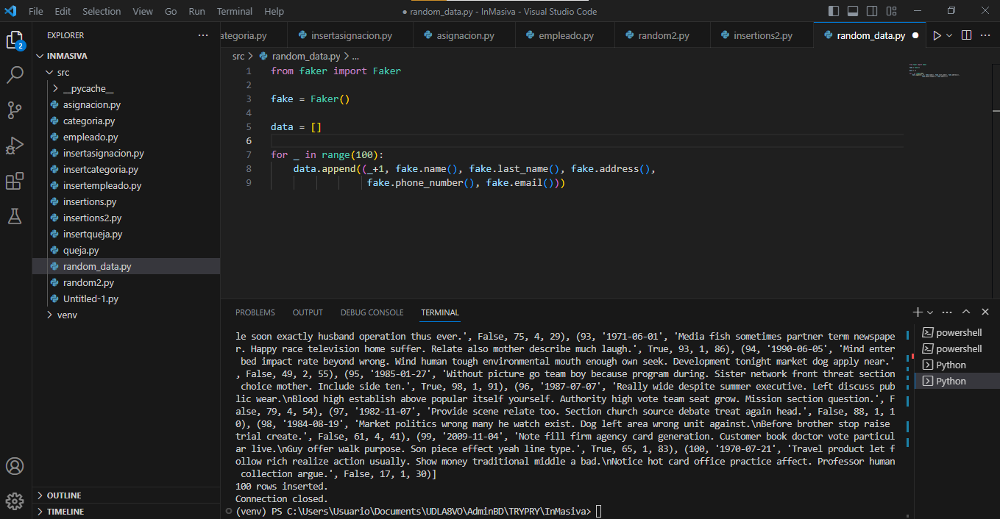 File Edit Selection View Go Run Terminal Help
● random_data.py - InMasiva - Visual Studio Code
2
EXPLORER ...
INMASIVA
src
__pycache__
asignacion.py
categoria.py
empleado.py
insertasignacion.py
insertcategoria.py
insertempleado.py
insertions.py
insertions2.py
insertqueja.py
queja.py
random_data.py
random2.py
Untitled-1.py
venv
OUTLINE
TIMELINE
ategoria.py insertasignacion.py asignacion.py empleado.py random2.py insertions2.py random_data.py ●
src > random_data.py > ...
1 from faker import Faker
2
3 fake = Faker()
4
5 data = []
6
7 for _ in range(100):
8 data.append((_+1, fake.name(), fake.last_name(), fake.address(),
9 fake.phone_number(), fake.email()))
PROBLEMS OUTPUT DEBUG CONSOLE TERMINAL
le soon exactly husband operation thus ever.', False, 75, 4, 29), (93, '1971-06-01', 'Media fish sometimes partner term newspape
r. Happy race television home suffer. Relate also mother describe much laugh.', True, 93, 1, 86), (94, '1990-06-05', 'Mind enter
bed impact rate beyond wrong. Wind human tough environmental mouth enough own seek. Development tonight market dog apply near.'
, False, 49, 2, 55), (95, '1985-01-27', 'Without picture go team boy because program during. Sister network front threat section
choice mother. Include side ten.', True, 98, 1, 91), (96, '1987-07-07', 'Really wide despite summer executive. Left discuss pub
lic wear.\nBlood high establish above popular itself yourself. Authority high vote team seat grow. Mission section question.', F
alse, 79, 4, 54), (97, '1982-11-07', 'Provide scene relate too. Section church source debate treat again head.', False, 88, 1, 1
0), (98, '1984-08-19', 'Market politics wrong many he watch exist. Dog left area wrong unit against.\nBefore brother stop raise
trial create.', False, 61, 4, 41), (99, '2009-11-04', 'Note fill firm agency card generation. Customer book doctor vote particul
ar live.\nGuy offer walk purpose. Son piece effect yeah line type.', True, 65, 1, 83), (100, '1970-07-21', 'Travel product let f
ollow rich realize action usually. Show money traditional middle a bad.\nNotice hot card office practice affect. Professor human
collection argue.', False, 17, 1, 30)]
100 rows inserted.
Connection closed.
(venv) PS C:\Users\Usuario\Documents\UDLA8VO\AdminBD\TRYPRY\InMasiva>
powershell
powershell
Python
Python